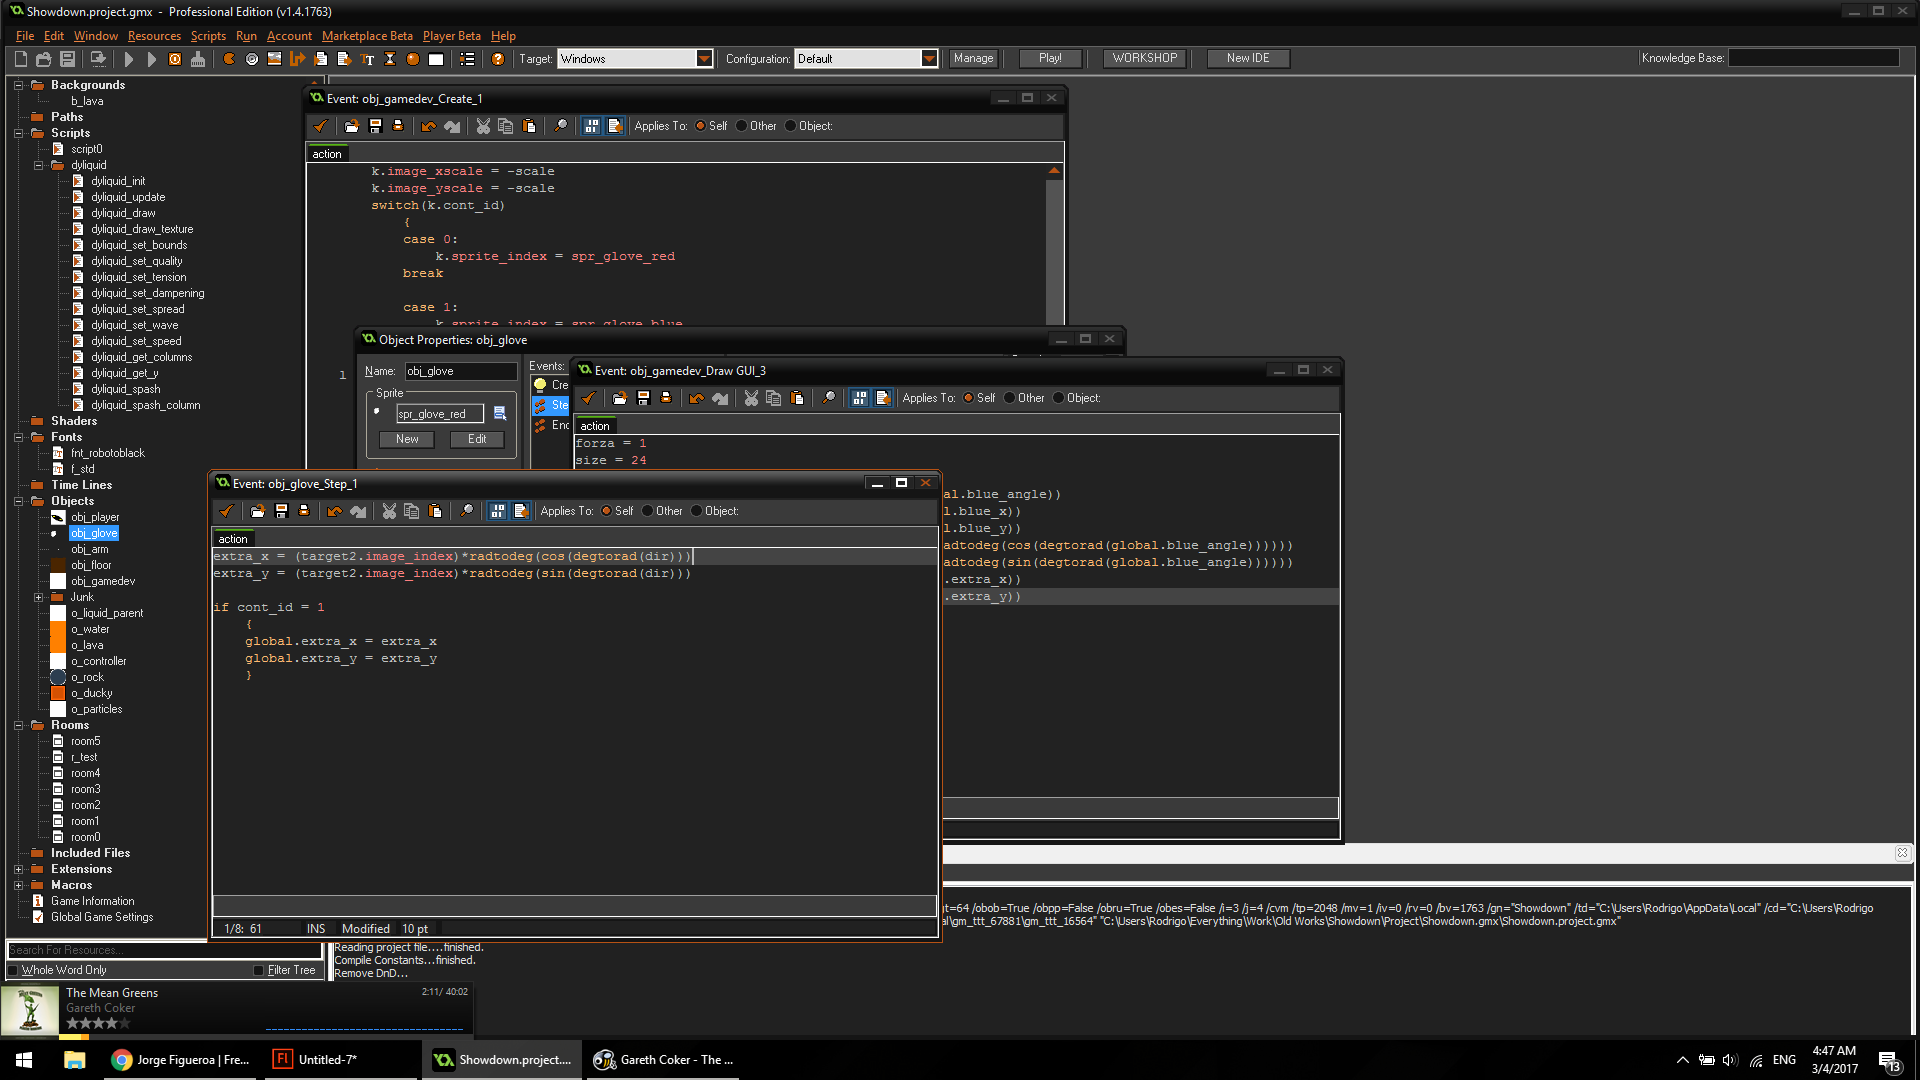 Showdown.project.gmx - Professional Edition (v1.4.1763)
File Edit Window Resources Scripts Run Account Marketplace Beta Player Beta Help
Target: Windows Configuration: Default Manage Play! WORKSHOP New IDE Knowledge Base:
Backgrounds
b_lava
Paths
Scripts
script0
dyliquid
dyliquid_init
dyliquid_update
dyliquid_draw
dyliquid_draw_texture
dyliquid_set_bounds
dyliquid_set_quality
dyliquid_set_tension
dyliquid_set_dampening
dyliquid_set_spread
dyliquid_set_wave
dyliquid_set_speed
dyliquid_get_columns
dyliquid_get_y
dyliquid_spash
dyliquid_spash_column
Shaders
Fonts
fnt_robotoblack
f_std
Time Lines
Objects
obj_player
obj_glove
obj_arm
obj_floor
obj_gamedev
Junk
o_liquid_parent
o_water
o_lava
o_controller
o_rock
o_ducky
o_particles
Rooms
room5
r_test
room4
room3
room2
room1
room0
Included Files
Extensions
Macros
Game Information
Global Game Settings
Search For Resources...
Whole Word Only Filter Tree
Event: obj_gamedev_Create_1
Applies To: Self Other Object:
action
k.image_xscale = -scale
k.image_yscale = -scale
switch(k.cont_id)
{
case 0:
k.sprite_index = spr_glove_red
break
case 1:
k.sprite_index = spr_glove_blue
1
Object Properties: obj_glove
Name: obj_glove
Sprite
spr_glove_red
New Edit
Events:
Cre
Ste
Enc
Event: obj_gamedev_Draw GUI_3
Applies To: Self Other Object:
action
forza = 1
size = 24
al.blue_angle))
l.blue_x))
l.blue_y))
adtodeg(cos(degtorad(global.blue_angle))))))
adtodeg(sin(degtorad(global.blue_angle))))))
.extra_x))
.extra_y))
Event: obj_glove_Step_1
Applies To: Self Other Object:
action
extra_x = (target2.image_index)*radtodeg(cos(degtorad(dir)))
extra_y = (target2.image_index)*radtodeg(sin(degtorad(dir)))
if cont_id = 1
{
global.extra_x = extra_x
global.extra_y = extra_y
}
1/8: 61 INS Modified 10 pt
gt=64 /obob=True /obpp=False /obru=True /obes=False /i=3 /j=4 /cvm /tp=2048 /mv=1 /iv=0 /rv=0 /bv=1763 /gn="Showdown" /td="C:\Users\Rodrigo\AppData\Local" /cd="C:\Users\Rodrigo
al\gm_ttt_67881\gm_ttt_16564" "C:\Users\Rodrigo\Everything\Work\Old Works\Showdown\Project\Showdown.gmx\Showdown.project.gmx"
Reading project file....finished.
Compile Constants...finished.
Remove DnD...
The Mean Greens 2:11/ 40:02
Gareth Coker
Jorge Figueroa | Fre...
Untitled-7*
Showdown.project....
Gareth Coker - The ...
ENG
4:47 AM
3/4/2017
13